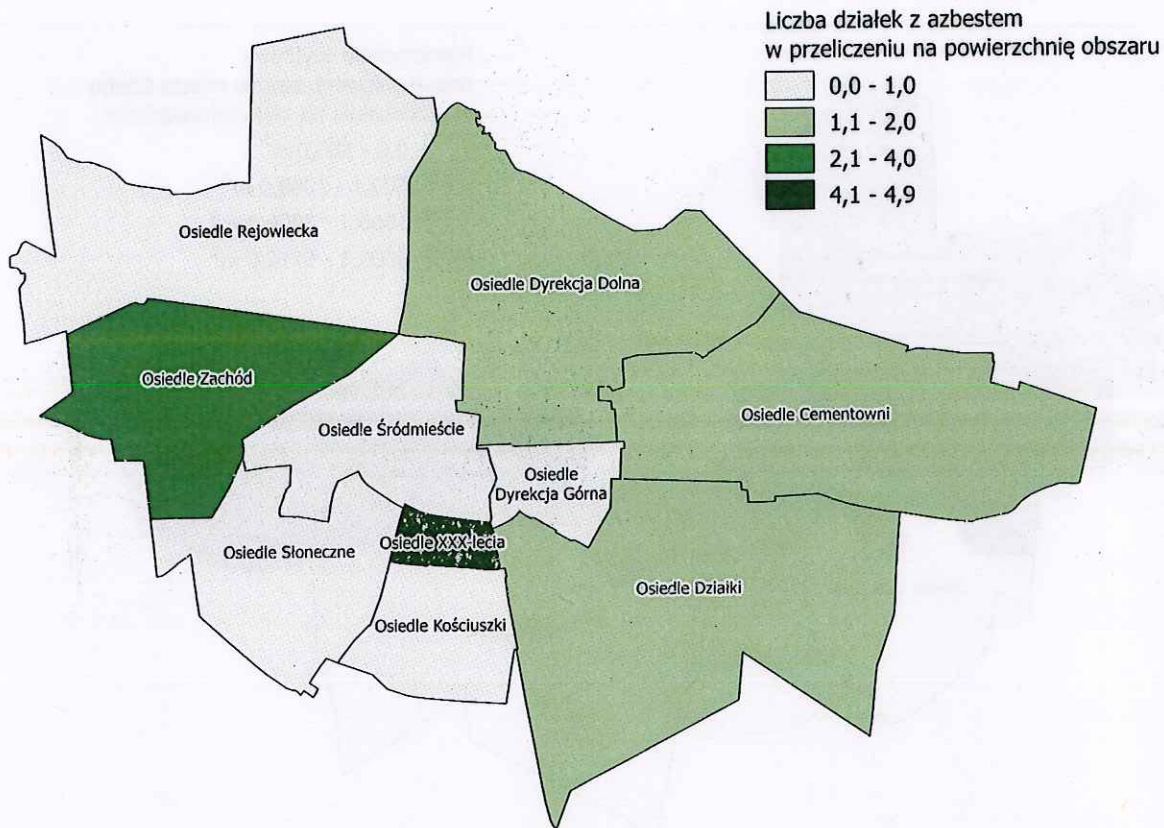 Liczba działek z azbestem
w przeliczeniu na powierzchnię obszaru
0,0 - 1,0
1,1 - 2,0
2,1 - 4,0
4,1 - 4,9
Osiedle Rejowiecka
Osiedle Dyrekcja Dolna
Osiedle Zachód
Osiedle Cementowni
Osiedle Śródmieście
Osiedle
Dyrekcja Górna
Osiedle XXX-lecia
Osiedle Słoneczne
Osiedle Działki
Osiedle Kościuszki